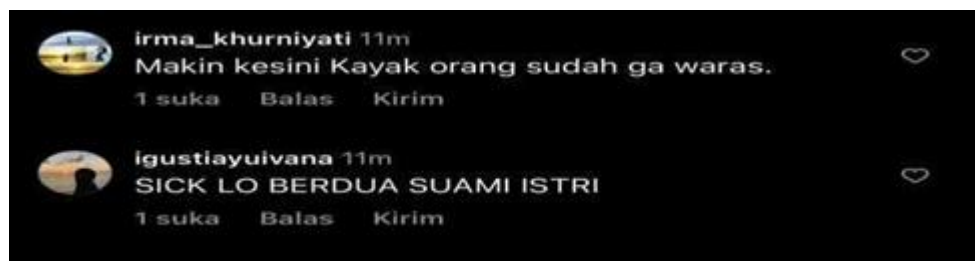 irma_khurniyati 11m
Makin kesini Kayak orang sudah ga waras.
1 suka Balas Kirim
igustiayuivana 11m
SICK LO BERDUA SUAMI ISTRI
1 suka Balas Kirim